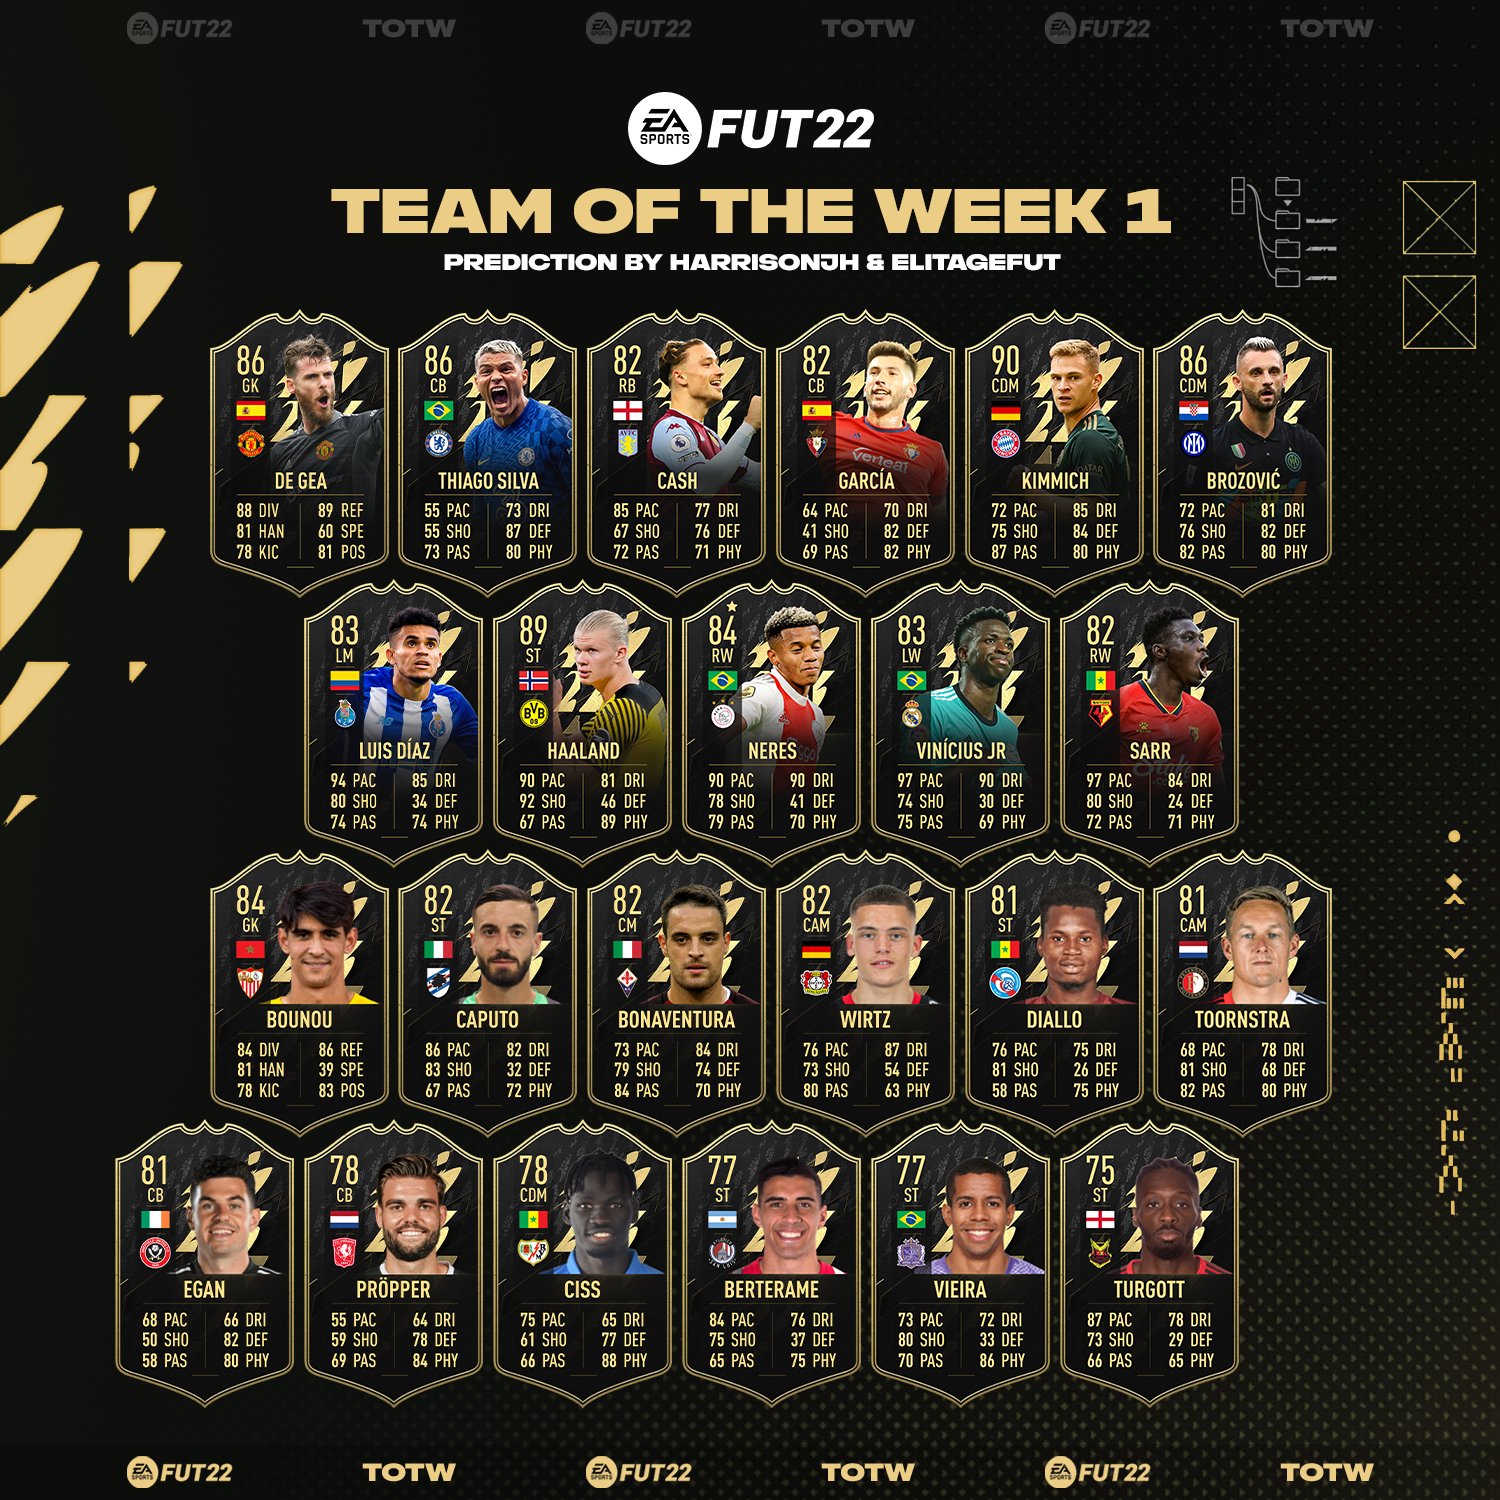 EA SPORTS FUT22 TOTW EA SPORTS FUT22 TOTW EA SPORTS FUT22 TOTW
EA SPORTS FUT22
TEAM OF THE WEEK 1
PREDICTION BY HARRISONJH & ELITAGEFUT
86 GK
DE GEA
88 DIV 89 REF
81 HAN 60 SPE
78 KIC 81 POS
86 CB
THIAGO SILVA
55 PAC 73 DRI
55 SHO 87 DEF
73 PAS 80 PHY
82 RB
CASH
85 PAC 77 DRI
67 SHO 76 DEF
72 PAS 71 PHY
82 CB
GARCÍA
64 PAC 70 DRI
41 SHO 82 DEF
69 PAS 82 PHY
90 CDM
KIMMICH
72 PAC 85 DRI
75 SHO 84 DEF
87 PAS 80 PHY
86 CDM
BROZOVIĆ
72 PAC 81 DRI
76 SHO 82 DEF
82 PAS 80 PHY
83 LM
LUIS DÍAZ
94 PAC 85 DRI
80 SHO 34 DEF
74 PAS 74 PHY
89 ST
HAALAND
90 PAC 81 DRI
92 SHO 46 DEF
67 PAS 89 PHY
84 RW
NERES
90 PAC 90 DRI
78 SHO 41 DEF
79 PAS 70 PHY
83 LW
VINÍCIUS JR
97 PAC 90 DRI
74 SHO 30 DEF
75 PAS 69 PHY
82 RW
SARR
97 PAC 84 DRI
80 SHO 24 DEF
72 PAS 71 PHY
84 GK
BOUNOU
84 DIV 86 REF
81 HAN 39 SPE
78 KIC 83 POS
82 ST
CAPUTO
86 PAC 82 DRI
83 SHO 32 DEF
67 PAS 72 PHY
82 CM
BONAVENTURA
73 PAC 84 DRI
79 SHO 74 DEF
84 PAS 70 PHY
82 CAM
WIRTZ
76 PAC 87 DRI
73 SHO 54 DEF
80 PAS 63 PHY
81 ST
DIALLO
76 PAC 75 DRI
81 SHO 26 DEF
58 PAS 75 PHY
81 CAM
TOORNSTRA
68 PAC 78 DRI
81 SHO 68 DEF
82 PAS 80 PHY
81 CB
EGAN
68 PAC 66 DRI
50 SHO 82 DEF
58 PAS 80 PHY
78 CB
PRÖPPER
55 PAC 64 DRI
59 SHO 78 DEF
69 PAS 84 PHY
78 CDM
CISS
75 PAC 65 DRI
61 SHO 77 DEF
66 PAS 88 PHY
77 ST
BERTERAME
84 PAC 76 DRI
75 SHO 37 DEF
65 PAS 75 PHY
77 ST
VIEIRA
73 PAC 72 DRI
80 SHO 33 DEF
70 PAS 86 PHY
75 ST
TURGOTT
87 PAC 78 DRI
73 SHO 29 DEF
66 PAS 65 PHY
EA SPORTS FUT22 TOTW EA SPORTS FUT22 TOTW EA SPORTS FUT22 TOTW